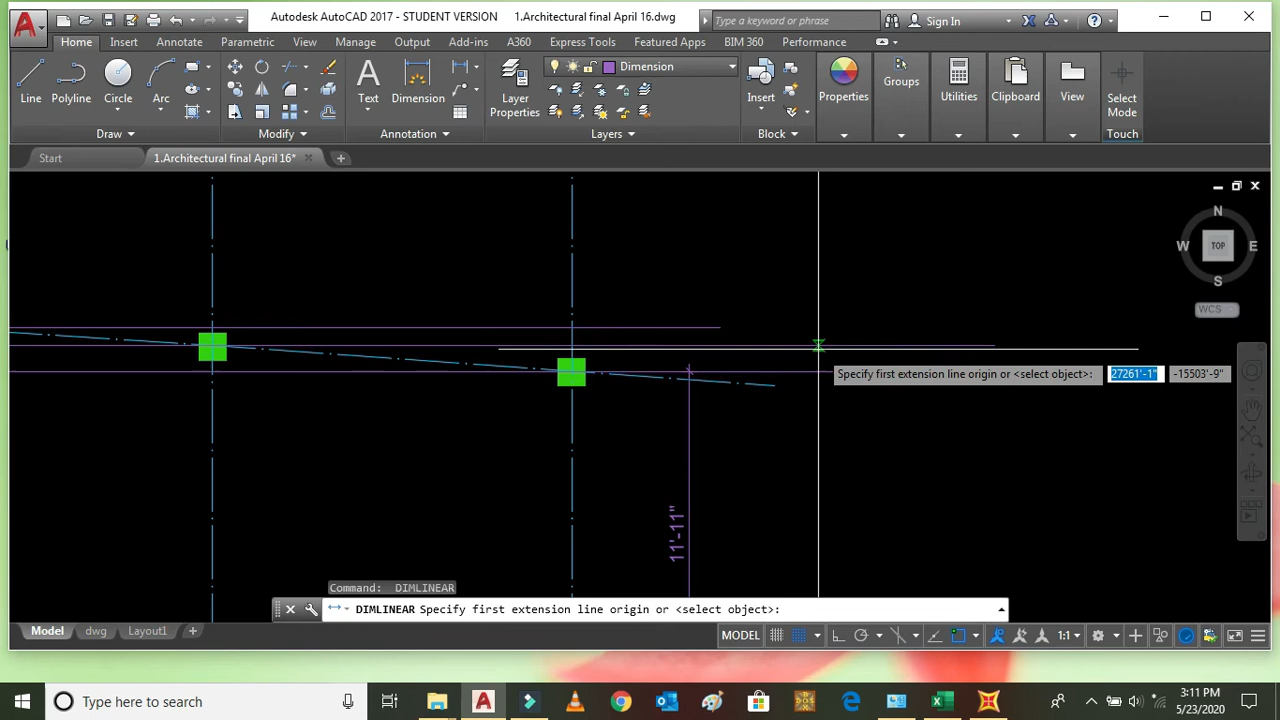 Autodesk AutoCAD 2017 - STUDENT VERSION 1.Architectural final April 16.dwg
Type a keyword or phrase
Sign In
Home Insert Annotate Parametric View Manage Output Add-ins A360 Express Tools Featured Apps BIM 360 Performance
Dimension
Line Polyline Circle Arc Text Dimension Layer Properties Insert Properties Groups Utilities Clipboard View Select Mode
Draw Modify Annotation Layers Block Touch
Start 1.Architectural final April 16*
N
W TOP E
S
WCS
Specify first extension line origin or <select object>: 27261'-1" -15503'-9"
11'-11"
Command: DIMLINEAR
DIMLINEAR Specify first extension line origin or <select object>:
Model dwg Layout1
MODEL 1:1
Type here to search
3:11 PM
5/23/2020